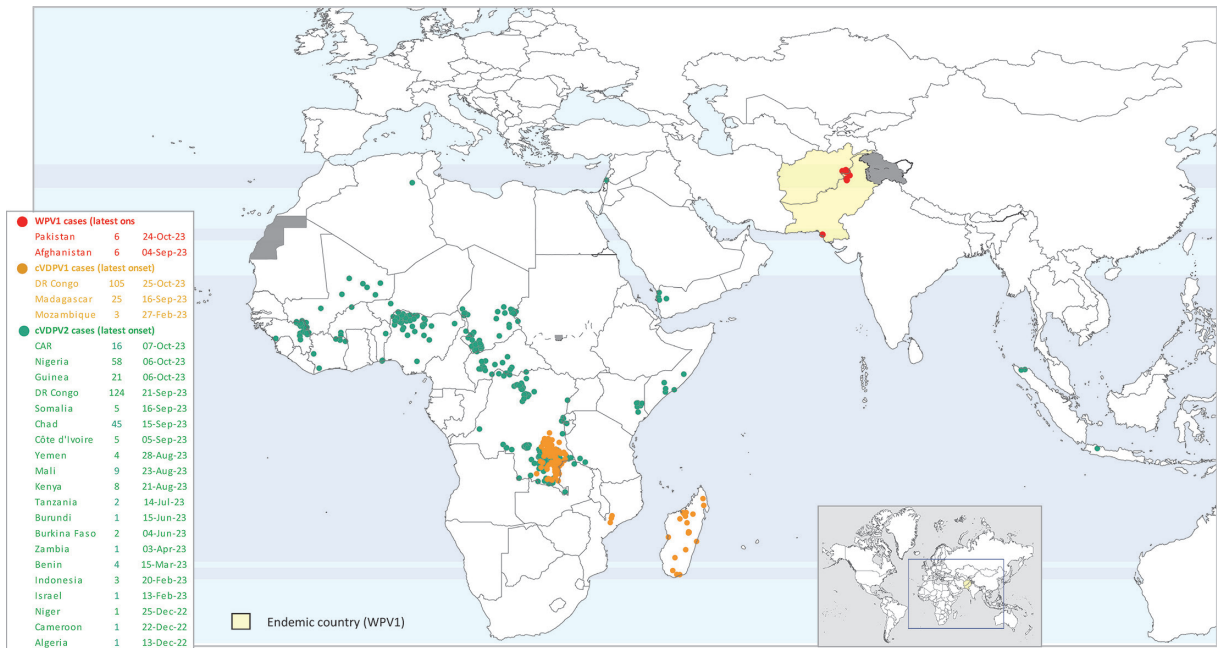 WPV1 cases (latest ons
Pakistan 6 24-Oct-23
Afghanistan 6 04-Sep-23
cVDPV1 cases (latest onset)
DR Congo 105 25-Oct-23
Madagascar 25 16-Sep-23
Mozambique 3 27-Feb-23
cVDPV2 cases (latest onset)
CAR 16 07-Oct-23
Nigeria 58 06-Oct-23
Guinea 21 06-Oct-23
DR Congo 124 21-Sep-23
Somalia 5 16-Sep-23
Chad 45 15-Sep-23
Côte d'Ivoire 5 05-Sep-23
Yemen 4 28-Aug-23
Mali 9 23-Aug-23
Kenya 8 21-Aug-23
Tanzania 2 14-Jul-23
Burundi 1 15-Jun-23
Burkina Faso 2 04-Jun-23
Zambia 1 03-Apr-23
Benin 4 15-Mar-23
Indonesia 3 20-Feb-23
Israel 1 13-Feb-23
Niger 1 25-Dec-22
Cameroon 1 22-Dec-22
Algeria 1 13-Dec-22
Endemic country (WPV1)